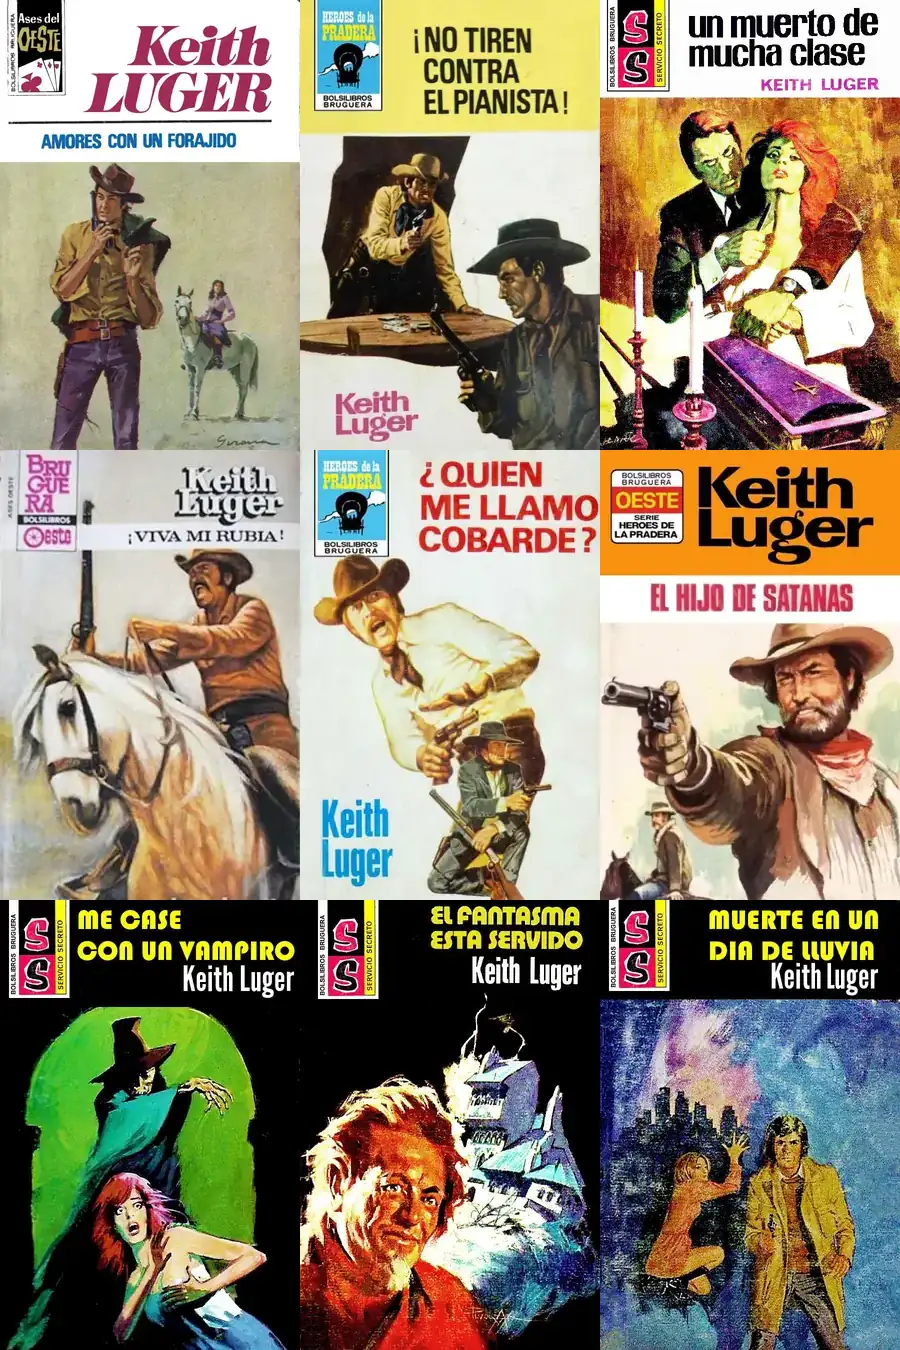 Ases del
OESTE
BOLSILIBROS BRUGUERA
Keith
LUGER
AMORES CON UN FORAJIDO
HEROES de la
PRADERA
BOLSILIBROS
BRUGUERA
¡NO TIREN
CONTRA
EL PIANISTA!
Keith
Luger
BOLSILIBROS BRUGUERA
SS
SERVICIO SECRETO
un muerto de
mucha clase
KEITH LUGER
ASES OESTE
BRU
GUE
RA
BOLSILIBROS
Oeste
Keith
Luger
¡VIVA MI RUBIA!
HEROES de la
PRADERA
BOLSILIBROS
BRUGUERA
¿QUIEN
ME LLAMO
COBARDE?
Keith
Luger
BOLSILIBROS
BRUGUERA
OESTE
SERIE
HEROES DE
LA PRADERA
Keith
Luger
EL HIJO DE SATANAS
BOLSILIBROS BRUGUERA
SS
SERVICIO SECRETO
ME CASE
CON UN VAMPIRO
Keith Luger
BOLSILIBROS BRUGUERA
SS
SERVICIO SECRETO
EL FANTASMA
ESTA SERVIDO
Keith Luger
BOLSILIBROS BRUGUERA
SS
SERVICIO SECRETO
MUERTE EN UN
DIA DE LLUVIA
Keith Luger